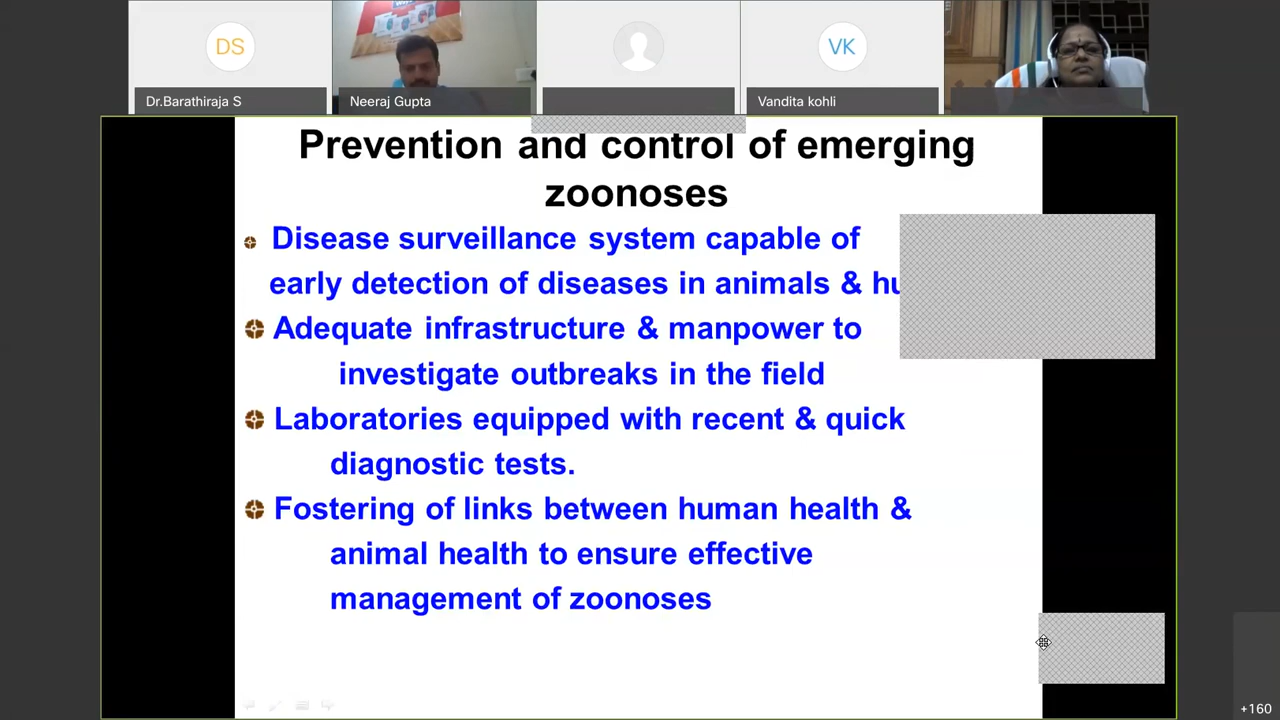 DS
VK
Dr.Barathiraja S
Neeraj Gupta
Vandita kohli
Prevention and control of emerging
zoonoses
Disease surveillance system capable of
early detection of diseases in animals &
Adequate infrastructure & manpower to
investigate outbreaks in the field
Laboratories equipped with recent & quick
diagnostic tests.
Fostering of links between human health &
animal health to ensure effective
management of zoonoses
+160